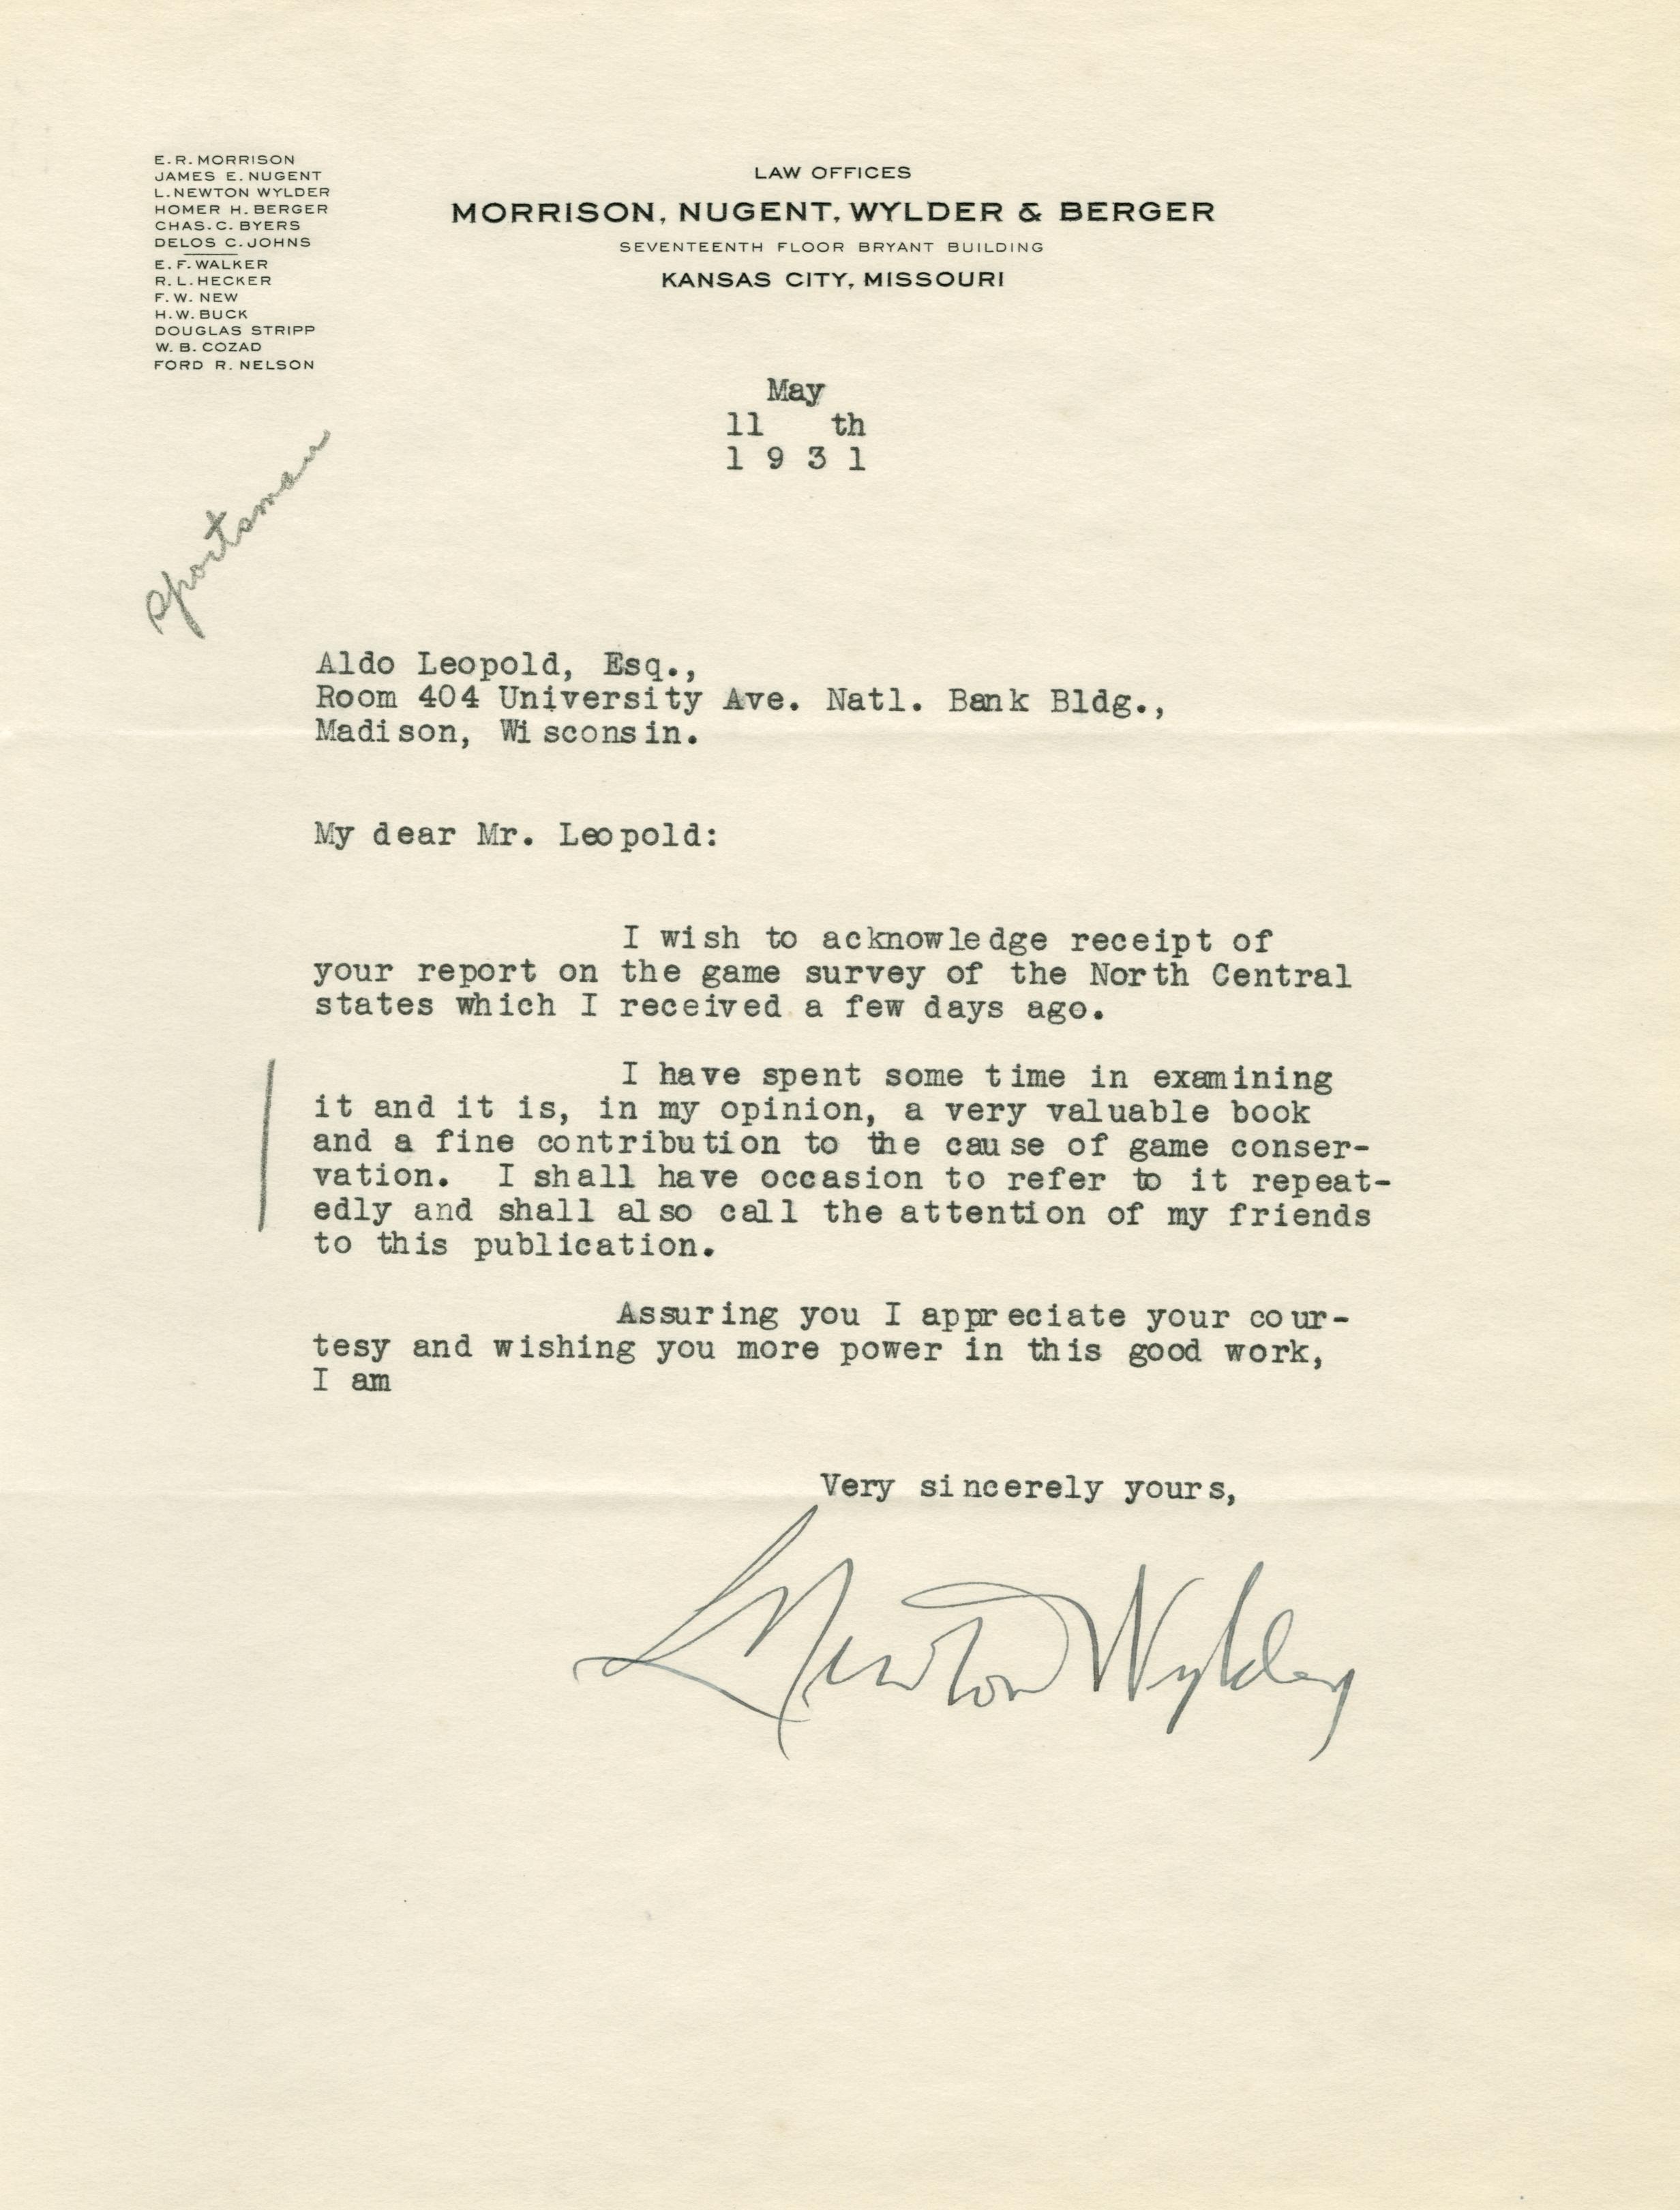 E. R. MORRISON
JAMES E. NUGENT
L. NEWTON WYLDER
HOMER H. BERGER
CHAS. C. BYERS
DELOS C. JOHNS
E. F. WALKER
R. L. HECKER
F. W. NEW
H. W. BUCK
DOUGLAS STRIPP
W. B. COZAD
FORD R. NELSON
LAW OFFICES
MORRISON, NUGENT, WYLDER & BERGER
SEVENTEENTH FLOOR BRYANT BUILDING
KANSAS CITY, MISSOURI
May
11 th
1 9 3 1
Sportsman
Aldo Leopold, Esq.,
Room 404 University Ave. Natl. Bank Bldg.,
Madison, Wisconsin.
My dear Mr. Leopold:
I wish to acknowledge receipt of
your report on the game survey of the North Central
states which I received a few days ago.
I have spent some time in examining
it and it is, in my opinion, a very valuable book
and a fine contribution to the cause of game conser-
vation. I shall have occasion to refer to it repeat-
edly and shall also call the attention of my friends
to this publication.
Assuring you I appreciate your cour-
tesy and wishing you more power in this good work,
I am
Very sincerely yours,
L Newton Wylder